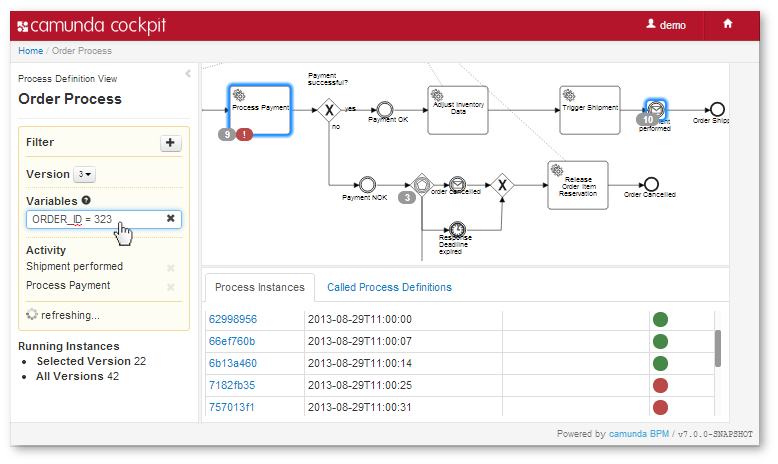 camunda cockpit
demo
Home / Order Process
Process Definition View
Order Process
Filter
Version 3
Variables
ORDER_ID = 323
Activity
Shipment performed
Process Payment
refreshing...
Running Instances
Selected Version 22
All Versions 42
Process Payment
9
!
Payment
successful?
yes
no
Payment OK
Adjust Inventory
Data
Trigger Shipment
10
performed
Order Ship
Payment NOK
3
order cancelled
Response
Deadline
expired
Release
Order Item
Reservation
Order Cancelled
Process Instances
Called Process Definitions
62998956 2013-08-29T11:00:00
66ef760b 2013-08-29T11:00:07
6b13a460 2013-08-29T11:00:14
7182fb35 2013-08-29T11:00:25
757013f1 2013-08-29T11:00:31
Powered by camunda BPM / v7.0.0-SNAPSHOT